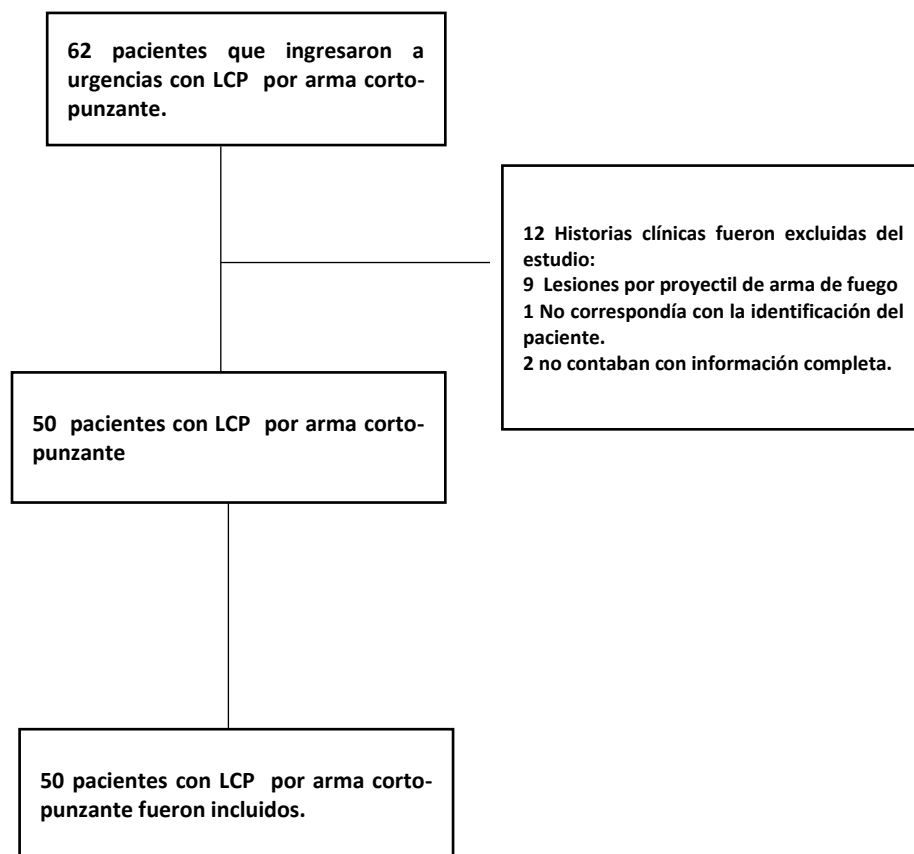 62 pacientes que ingresaron a
urgencias con LCP por arma corto-
punzante.
12 Historias clínicas fueron excluidas del
estudio:
9 Lesiones por proyectil de arma de fuego
1 No correspondía con la identificación del
paciente.
2 no contaban con información completa.
50 pacientes con LCP por arma corto-
punzante
50 pacientes con LCP por arma corto-
punzante fueron incluidos.